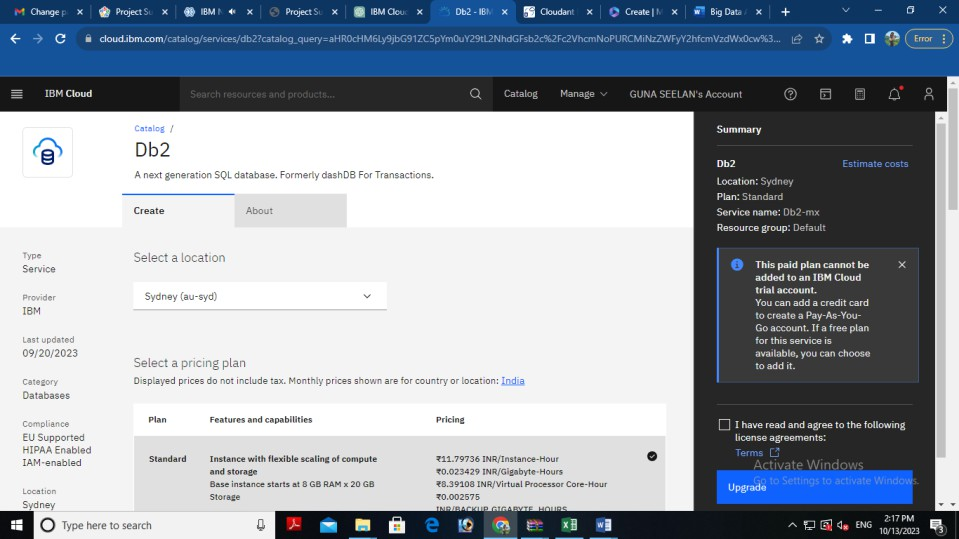 Change p
Project Su
IBM N
Project Su
IBM Cloud
Db2 - IBM
Cloudant
Create | M
Big Data A
cloud.ibm.com/catalog/services/db2?catalog_query=aHR0cHM6Ly9jbG91ZC5pYm0uY29tL2NhdGFsb2c%2Fc2VhcmNoPURCMiNzZWFyY2hfcmVzdWx0cw%3...
Error
IBM Cloud
Search resources and products...
Catalog
Manage
GUNA SEELAN's Account
Catalog /
Db2
A next generation SQL database. Formerly dashDB For Transactions.
Create
About
Type
Service
Provider
IBM
Last updated
09/20/2023
Category
Databases
Compliance
EU Supported
HIPAA Enabled
IAM-enabled
Location
Sydney
Select a location
Sydney (au-syd)
Select a pricing plan
Displayed prices do not include tax. Monthly prices shown are for country or location: India
Plan Features and capabilities Pricing
Standard
Instance with flexible scaling of compute
and storage
Base instance starts at 8 GB RAM x 20 GB
Storage
₹11.79736 INR/Instance-Hour
₹0.023429 INR/Gigabyte-Hours
₹8.39108 INR/Virtual Processor Core-Hour
₹0.002575
INR/BACKUP_GIGABYTE_HOURS
Summary
Db2 Estimate costs
Location: Sydney
Plan: Standard
Service name: Db2-mx
Resource group: Default
This paid plan cannot be
added to an IBM Cloud
trial account.
You can add a credit card
to create a Pay-As-You-
Go account. If a free plan
for this service is
available, you can choose
to add it.
I have read and agree to the following
license agreements:
Terms
Activate Windows
Go to Settings to activate Windows.
Upgrade
Type here to search
ENG
2:17 PM
10/13/2023
3